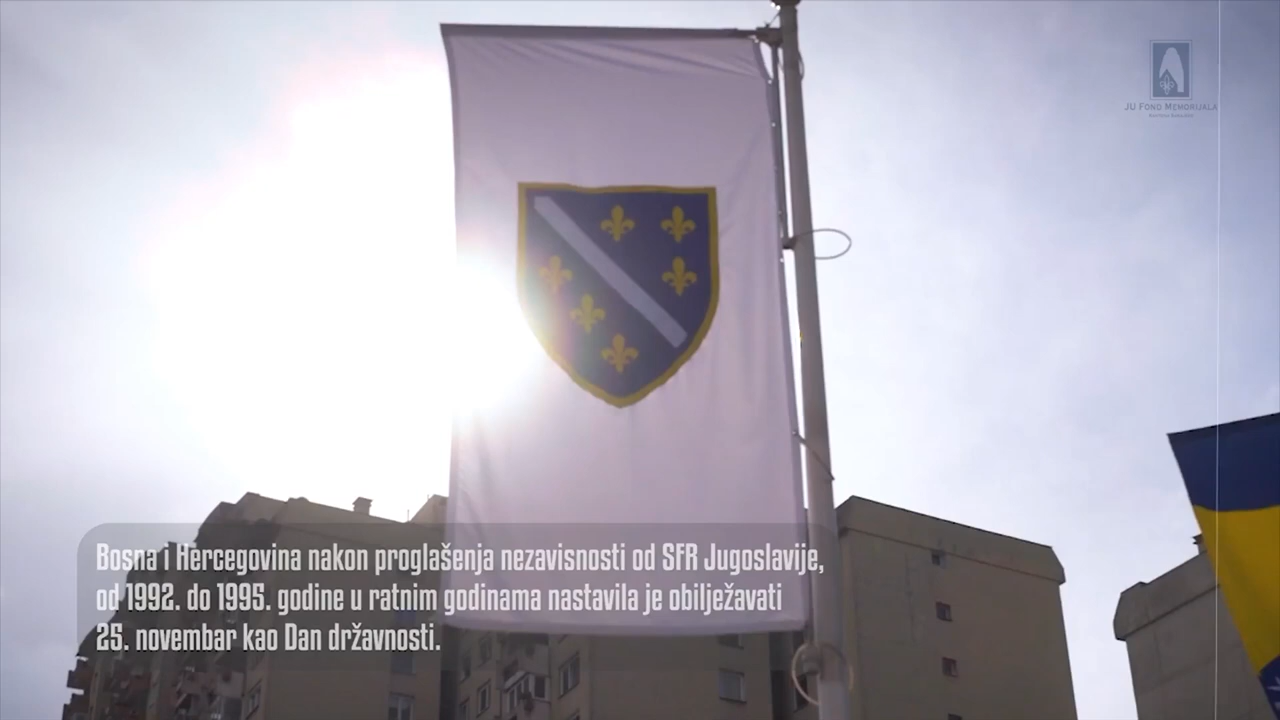 JU FOND MEMORIJALA
Bosna i Hercegovina nakon proglašenja nezavisnosti od SFR Jugoslavije,
od 1992. do 1995. godine u ratnim godinama nastavila je obilježavati
25. novembar kao Dan državnosti.